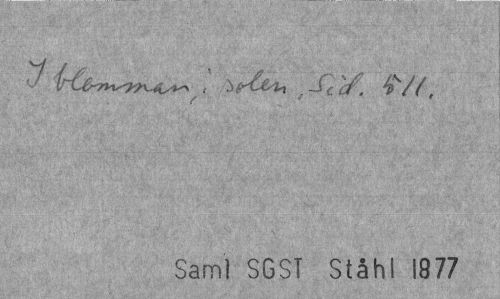 I blomman, i solen, Sid. 511.
Saml SGST Ståhl 1877